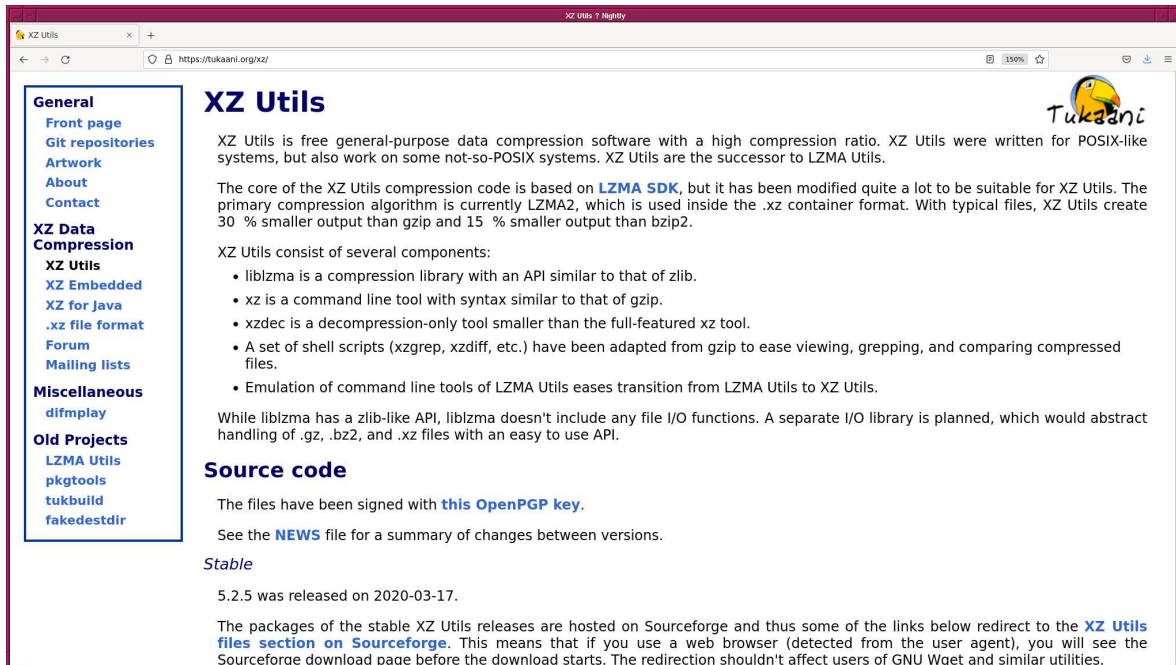 XZ Utils ? Nightly
XZ Utils
https://tukaani.org/xz/
150%
General
Front page
Git repositories
Artwork
About
Contact
XZ Data
Compression
XZ Utils
XZ Embedded
XZ for Java
.xz file format
Forum
Mailing lists
Miscellaneous
difmplay
Old Projects
LZMA Utils
pkgtools
tukbuild
fakedestdir
Tukaani
XZ Utils
XZ Utils is free general-purpose data compression software with a high compression ratio. XZ Utils were written for POSIX-like
systems, but also work on some not-so-POSIX systems. XZ Utils are the successor to LZMA Utils.
The core of the XZ Utils compression code is based on LZMA SDK, but it has been modified quite a lot to be suitable for XZ Utils. The
primary compression algorithm is currently LZMA2, which is used inside the .xz container format. With typical files, XZ Utils create
30 % smaller output than gzip and 15 % smaller output than bzip2.
XZ Utils consist of several components:
• liblzma is a compression library with an API similar to that of zlib.
• xz is a command line tool with syntax similar to that of gzip.
• xzdec is a decompression-only tool smaller than the full-featured xz tool.
• A set of shell scripts (xzgrep, xzdiff, etc.) have been adapted from gzip to ease viewing, grepping, and comparing compressed
files.
• Emulation of command line tools of LZMA Utils eases transition from LZMA Utils to XZ Utils.
While liblzma has a zlib-like API, liblzma doesn't include any file I/O functions. A separate I/O library is planned, which would abstract
handling of .gz, .bz2, and .xz files with an easy to use API.
Source code
The files have been signed with this OpenPGP key.
See the NEWS file for a summary of changes between versions.
Stable
5.2.5 was released on 2020-03-17.
The packages of the stable XZ Utils releases are hosted on Sourceforge and thus some of the links below redirect to the XZ Utils
files section on Sourceforge. This means that if you use a web browser (detected from the user agent), you will see the
Sourceforge download page before the download starts. The redirection shouldn't affect users of GNU Wget and similar utilities.